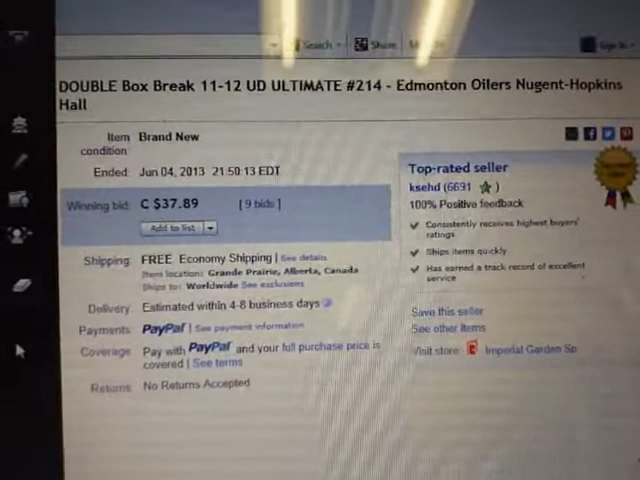 Search
Share
Sign In
DOUBLE Box Break 11-12 UD ULTIMATE #214 - Edmonton Oilers Nugent-Hopkins
Hall
Item
condition:
Brand New
Ended: Jun 04, 2013 21:50:13 EDT
Winning bid: C $37.89 [ 9 bids ]
Add to list
Shipping: FREE Economy Shipping | See details
Item location: Grande Prairie, Alberta, Canada
Ships to: Worldwide See exclusions
Delivery: Estimated within 4-8 business days
Payments: PayPal | See payment information
Coverage: Pay with PayPal and your full purchase price is
covered | See terms
Returns: No Returns Accepted
Top-rated seller
ksehd (6691 )
100% Positive feedback
Consistently receives highest buyers'
ratings
Ships items quickly
Has earned a track record of excellent
service
Save this seller
See other items
Visit store: Imperial Garden Sp